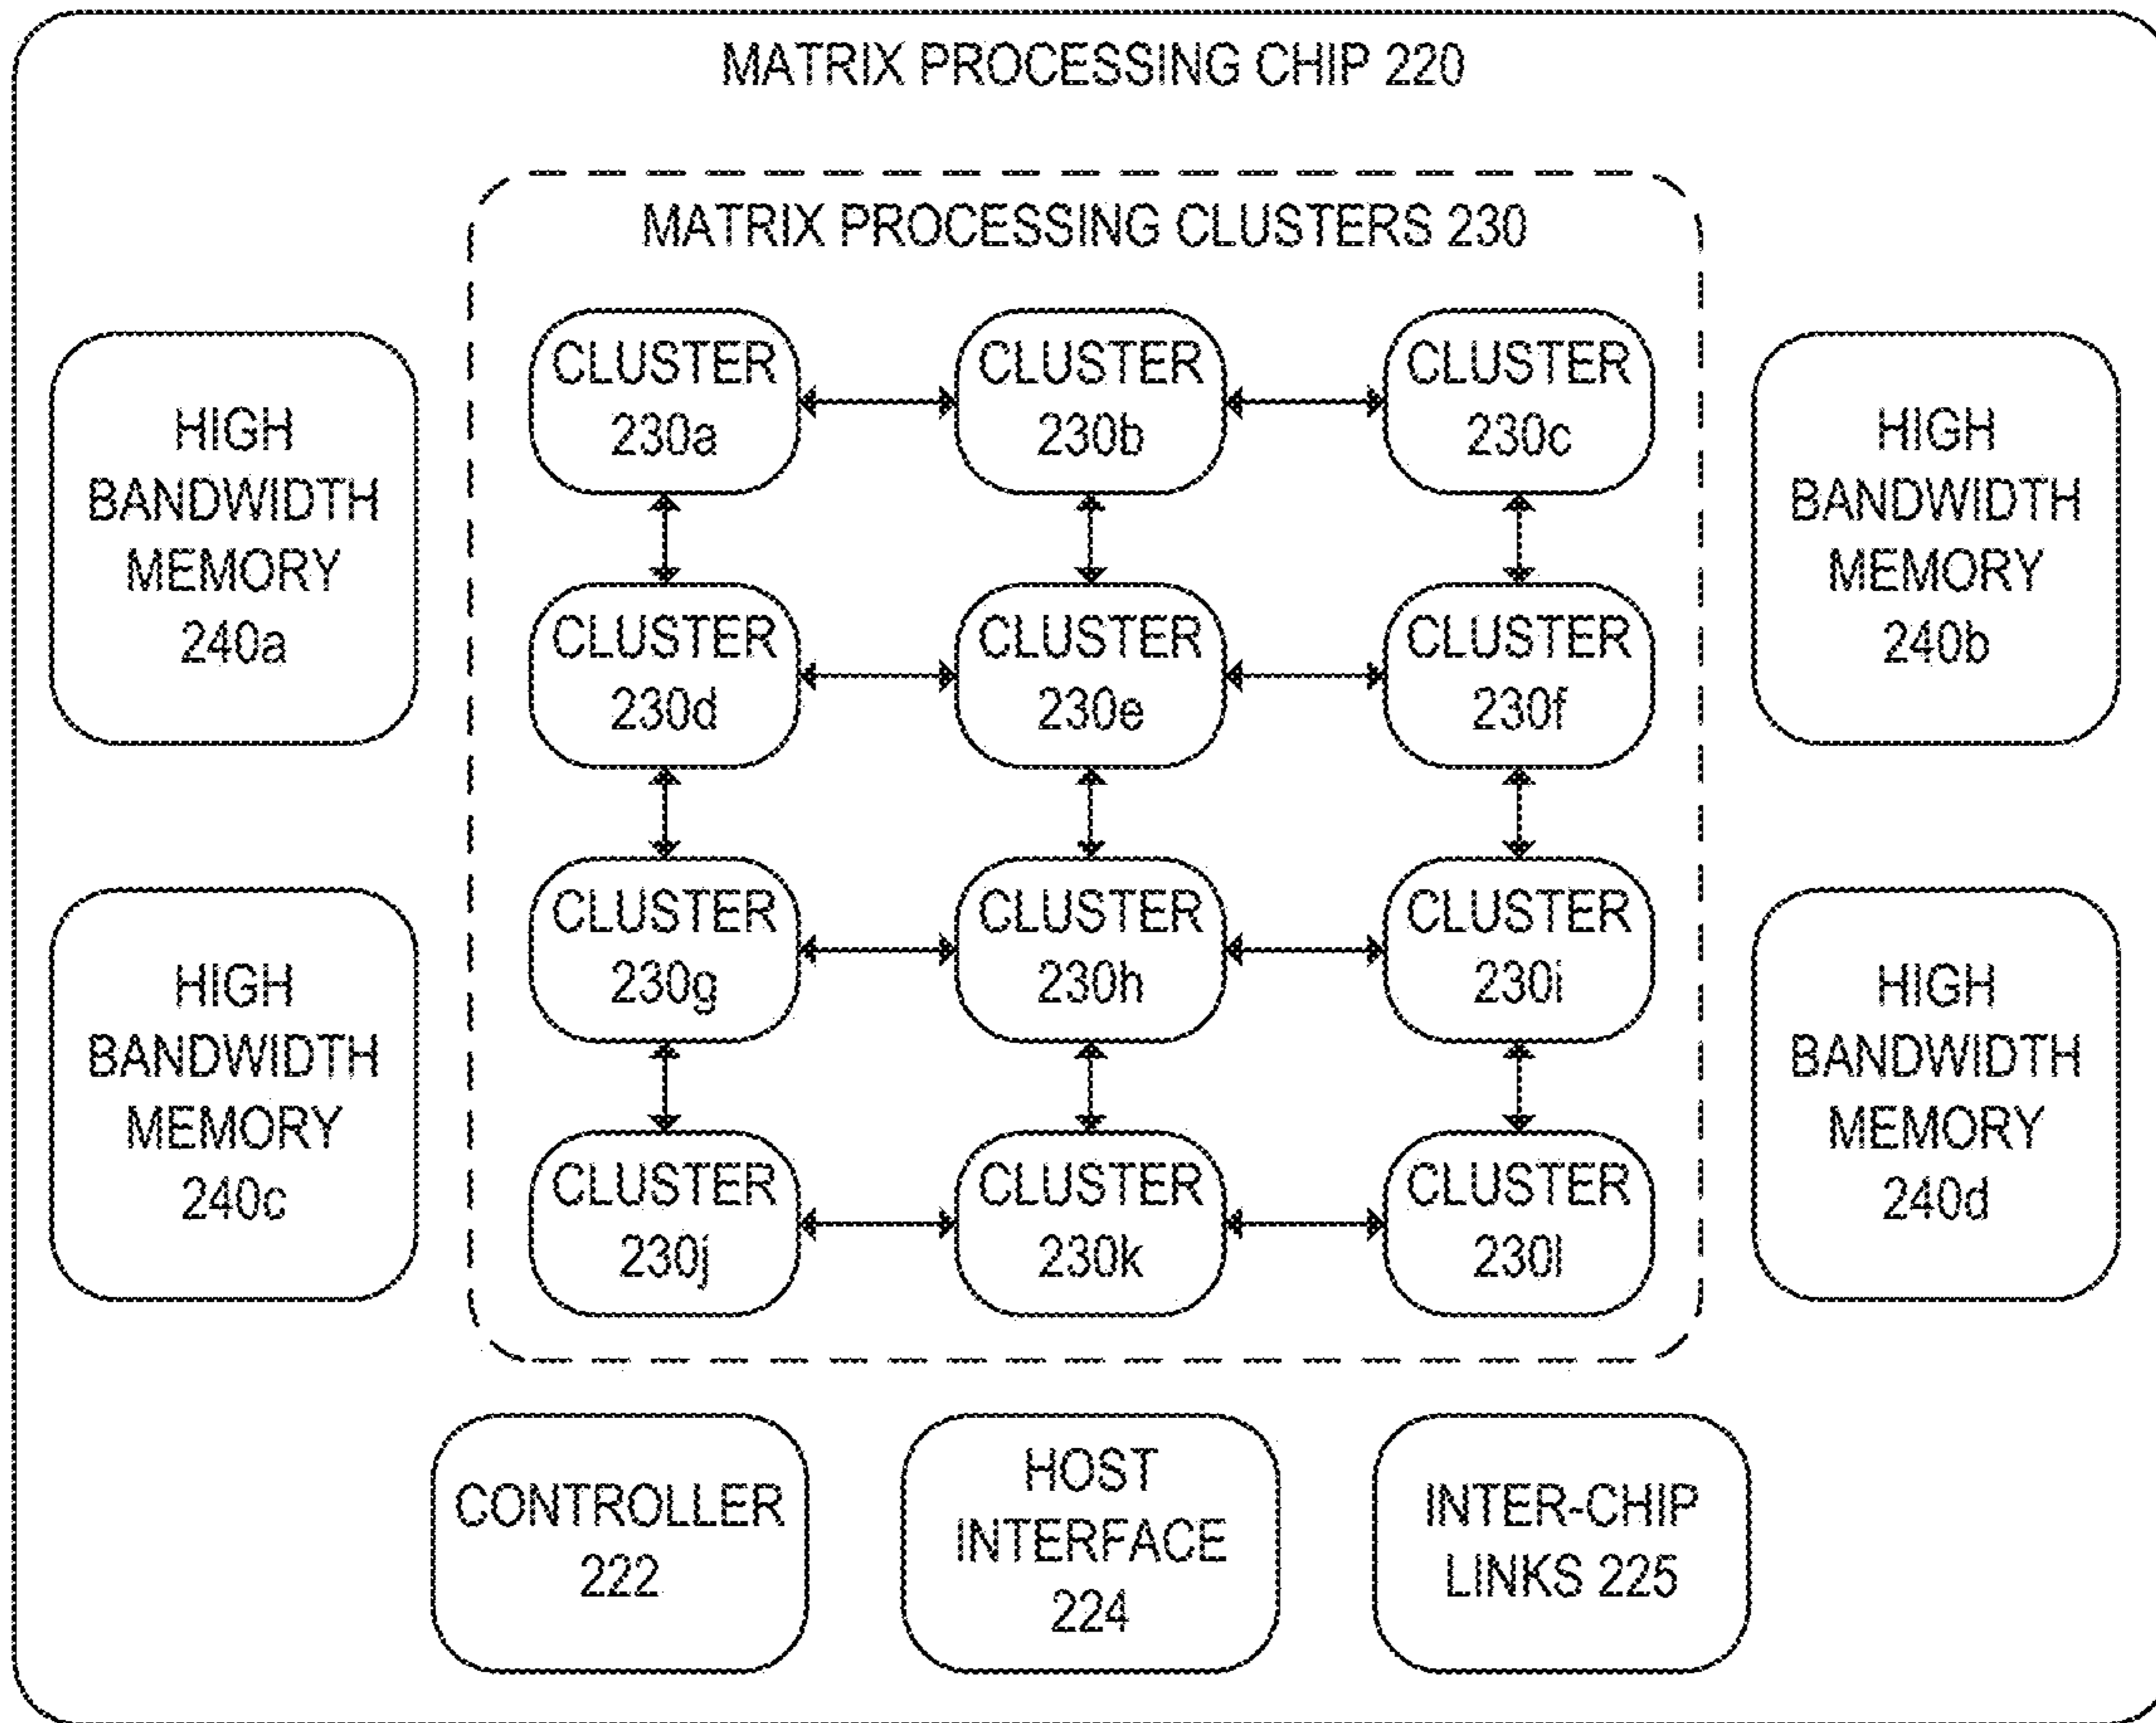 MATRIX PROCESSING CHIP 220
MATRIX PROCESSING CLUSTERS 230
HIGH
BANDWIDTH
MEMORY
240a
HIGH
BANDWIDTH
MEMORY
240c
CLUSTER
230a
CLUSTER
230b
CLUSTER
230c
CLUSTER
230d
CLUSTER
230e
CLUSTER
230f
CLUSTER
230g
CLUSTER
230h
CLUSTER
230i
CLUSTER
230j
CLUSTER
230k
CLUSTER
230l
HIGH
BANDWIDTH
MEMORY
240b
HIGH
BANDWIDTH
MEMORY
240d
CONTROLLER
222
HOST
INTERFACE
224
INTER-CHIP
LINKS 225